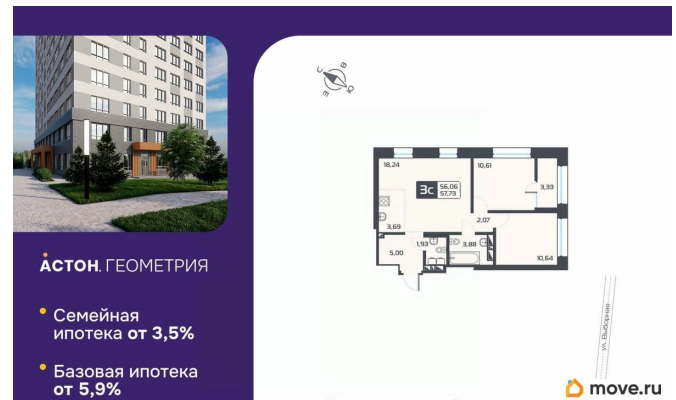 АСТОН. ГЕОМЕТРИЯ
Семейная
ипотека от 3,5%
Базовая ипотека
от 5,9%
С В
З Ю
18,24
10,61
3,33
3с 56,06
57,79
3,69
2,07
1,93
3,88
5,00
10,64
ул. Выборная
move.ru